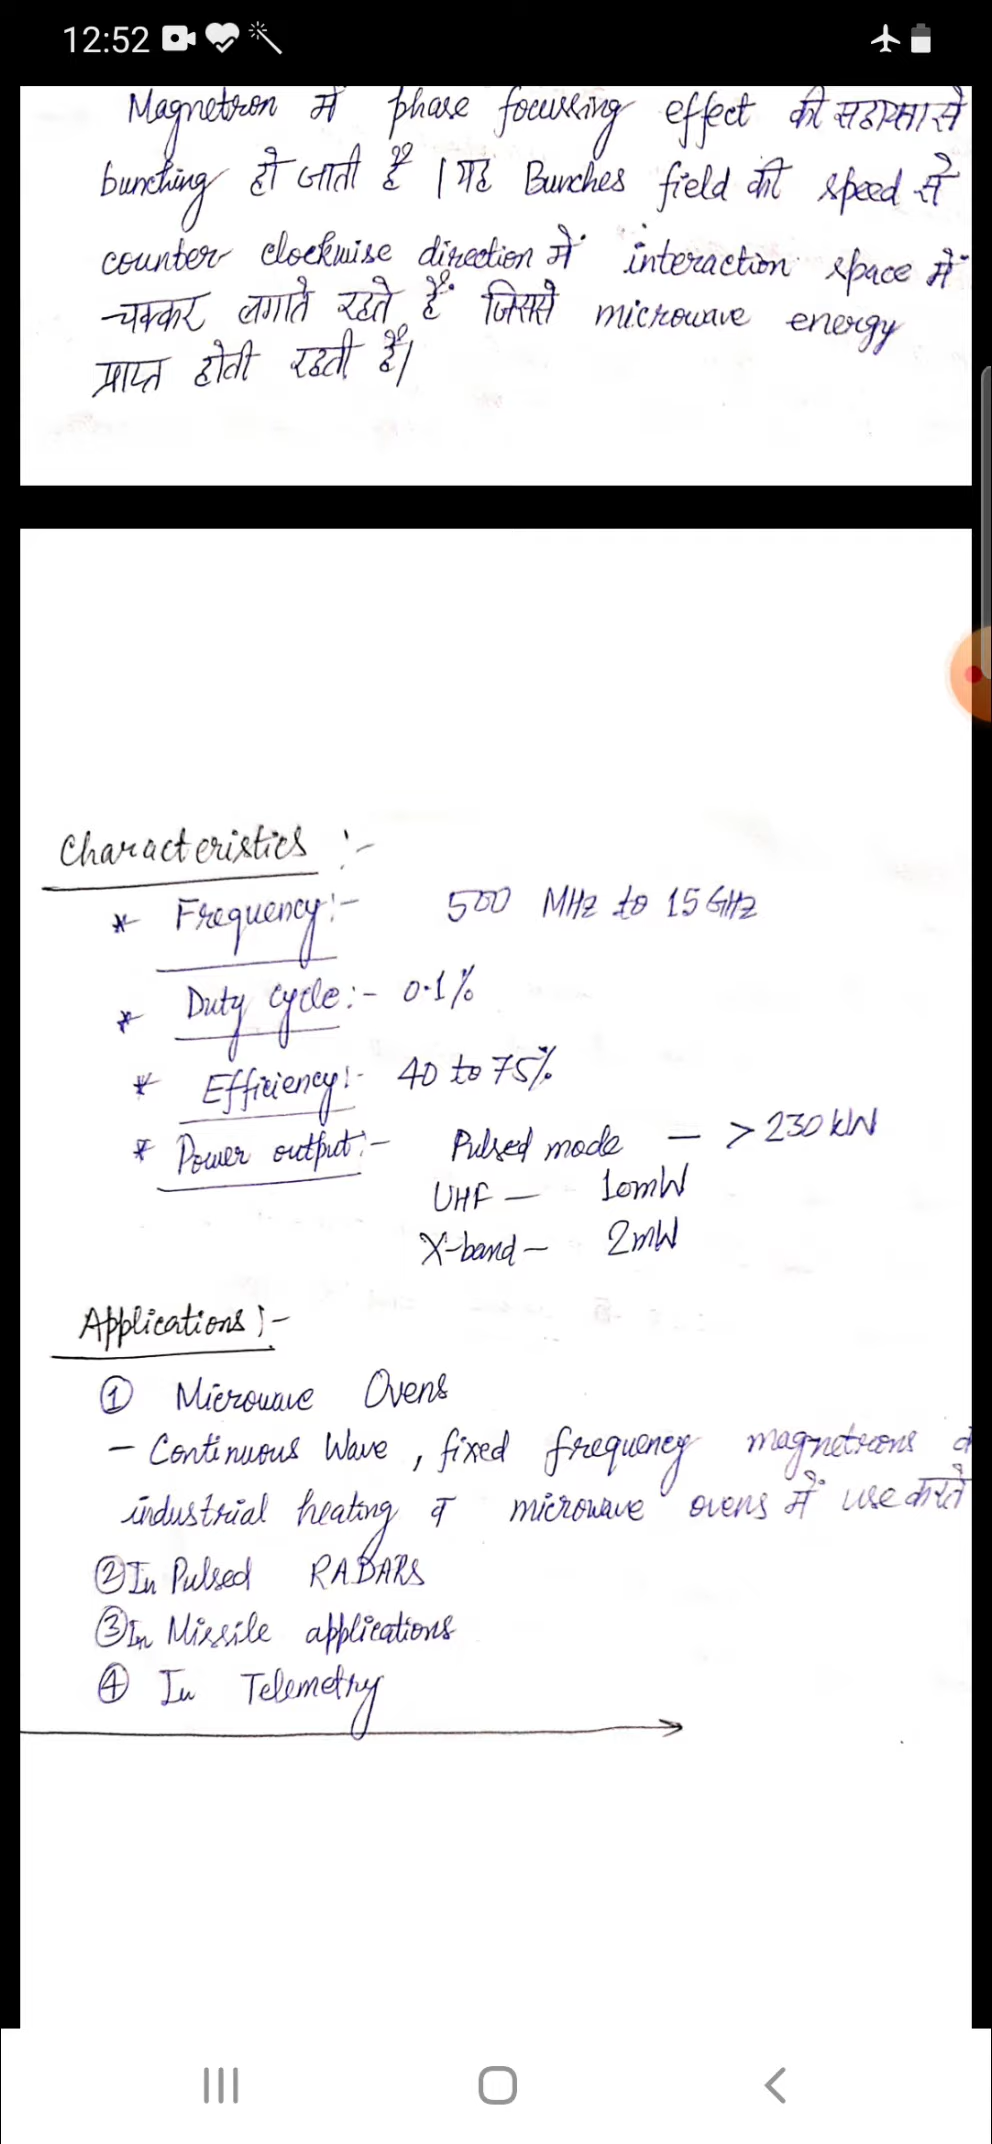 12:52
Magnetron में phase focussing effect की सहायता से
bunching हो जाती है । यह Bunches field की speed से
counter clockwise direction में interaction space में
चक्कर लगाते रहते हैं जिससे microwave energy
प्राप्त होती रहती हैं।
Characteristics :-
* Frequency:- 500 MHz to 15 GHz
* Duty cycle:- 0.1%
* Efficiency:- 40 to 75%
* Power output:- Pulsed mode — > 230 kW
UHF — 10mW
X-band — 2mW
Applications :-
① Microwave Ovens
- Continuous Wave, fixed frequency magnetrons
industrial heating व microwave ovens में use करते
② In Pulsed RADARS
③ In Missile applications
④ In Telemetry